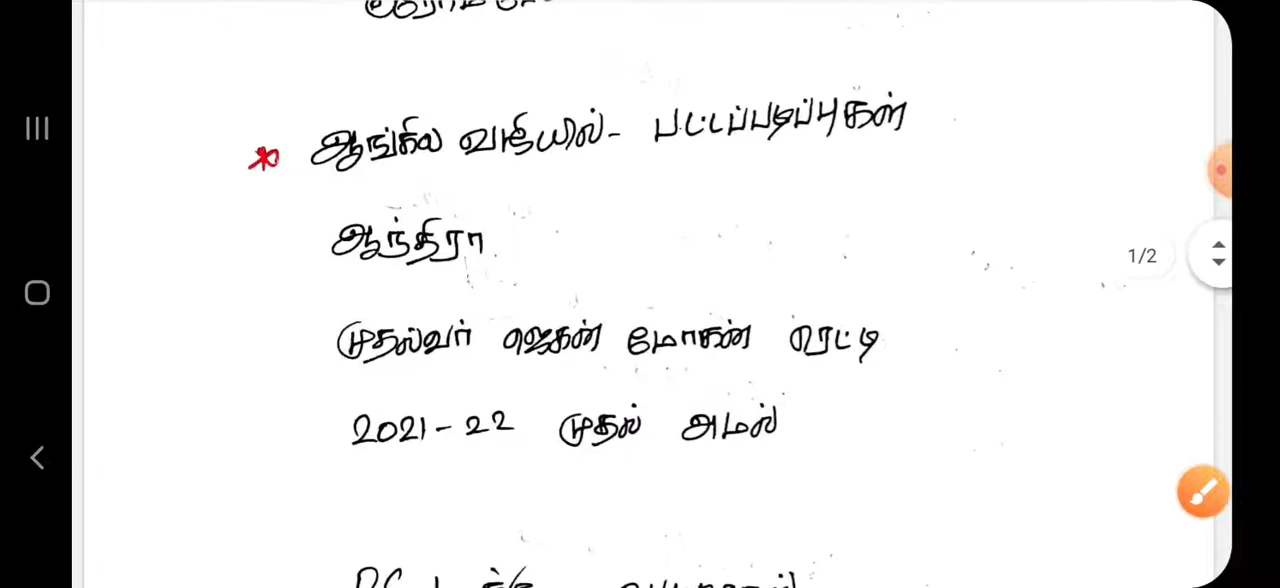 * ஆங்கில வழியில் - பட்டப்படிப்புகள்
ஆந்திரா
1/2
முதல்வர் ஜெகன் மோகன் ரெட்டி
2021-22 முதல் அமல்